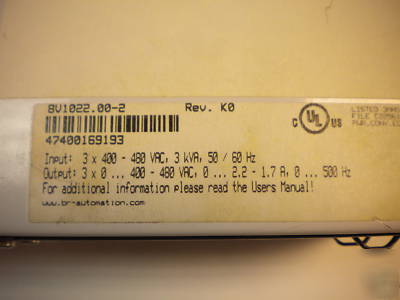 8V1022.00-2 Rev. K0
47400169193
Input: 3 x 400 - 480 VAC, 3 kVA, 50 / 60 Hz
Output: 3 x 0 ... 400 - 480 VAC, 0 ... 2.2 - 1.7 A, 0 ... 500 Hz
For additional information please read the Users Manual!
www.br-automation.com
C UL US
LISTED
FILE